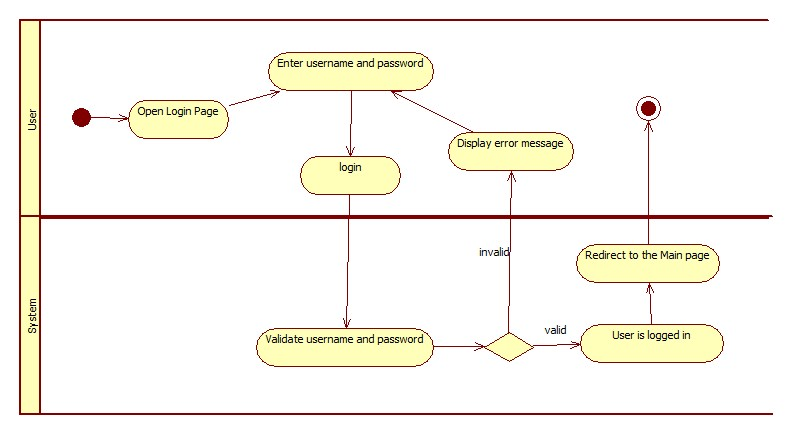 User
Enter username and password
Open Login Page
Display error message
login
System
invalid
Redirect to the Main page
Validate username and password
valid
User is logged in